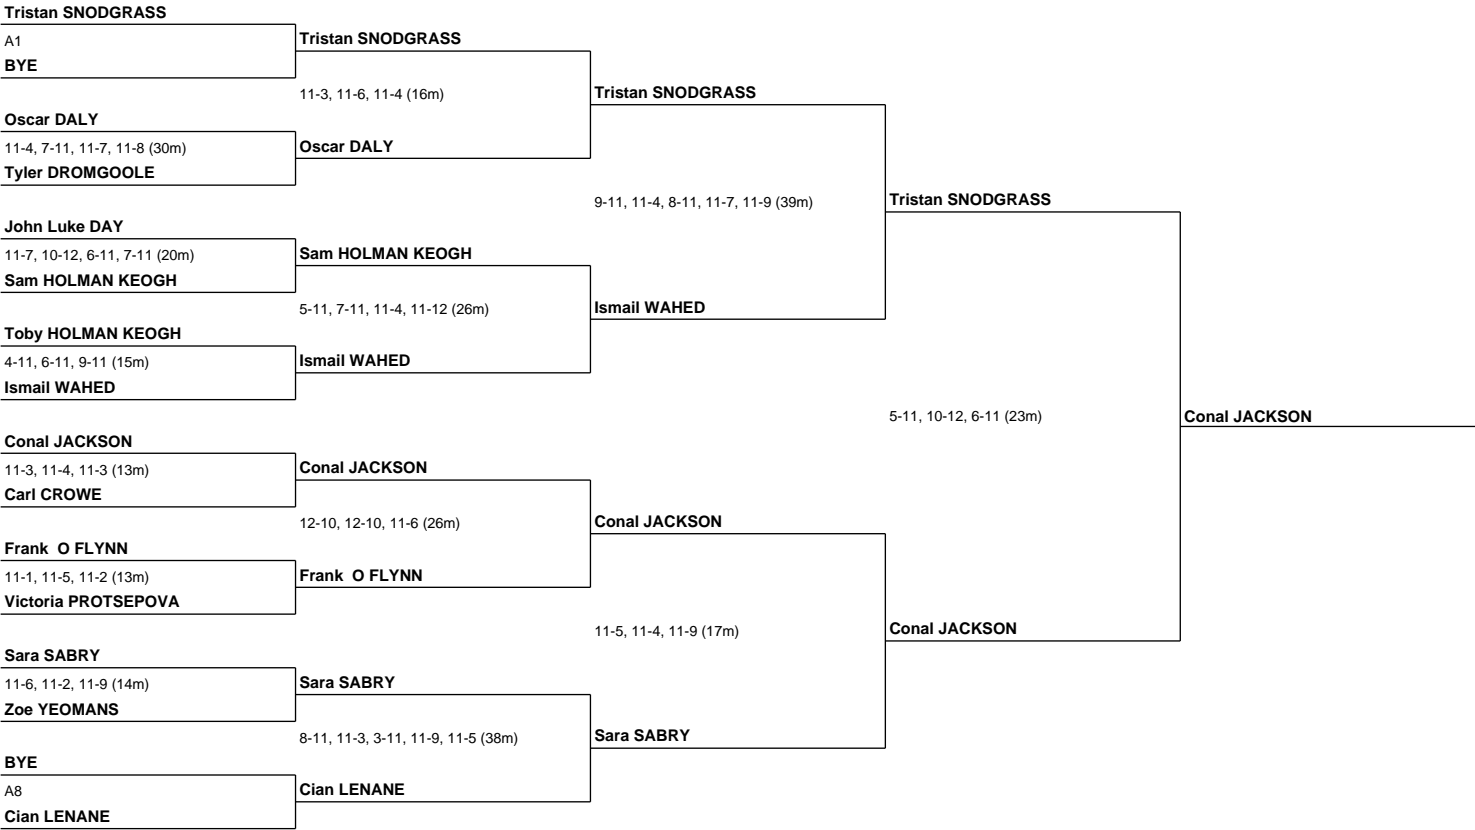 Tristan SNODGRASS
A1
BYE
Oscar DALY
11-4, 7-11, 11-7, 11-8 (30m)
Tyler DROMGOOLE
John Luke DAY
11-7, 10-12, 6-11, 7-11 (20m)
Sam HOLMAN KEOGH
Toby HOLMAN KEOGH
4-11, 6-11, 9-11 (15m)
Ismail WAHED
Conal JACKSON
11-3, 11-4, 11-3 (13m)
Carl CROWE
Frank  O FLYNN
11-1, 11-5, 11-2 (13m)
Victoria PROTSEPOVA
Sara SABRY
11-6, 11-2, 11-9 (14m)
Zoe YEOMANS
BYE
A8
Cian LENANE
Tristan SNODGRASS
11-3, 11-6, 11-4 (16m)
Oscar DALY
Sam HOLMAN KEOGH
5-11, 7-11, 11-4, 11-12 (26m)
Ismail WAHED
Conal JACKSON
12-10, 12-10, 11-6 (26m)
Frank  O FLYNN
Sara SABRY
8-11, 11-3, 3-11, 11-9, 11-5 (38m)
Cian LENANE
Tristan SNODGRASS
9-11, 11-4, 8-11, 11-7, 11-9 (39m)
Ismail WAHED
Conal JACKSON
11-5, 11-4, 11-9 (17m)
Sara SABRY
Tristan SNODGRASS
5-11, 10-12, 6-11 (23m)
Conal JACKSON
Conal JACKSON